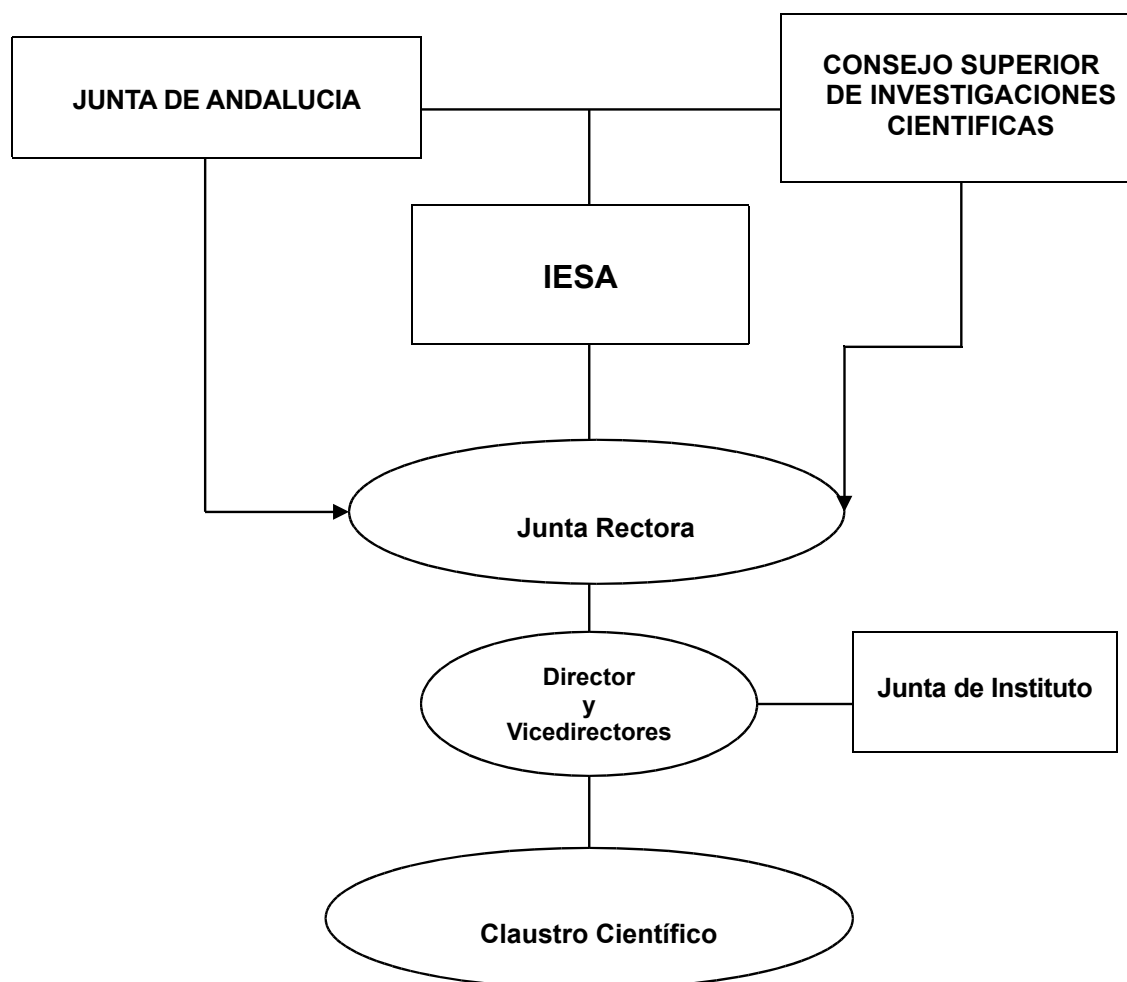 JUNTA DE ANDALUCIA
CONSEJO SUPERIOR
DE INVESTIGACIONES
CIENTIFICAS
IESA
Junta Rectora
Director
y
Vicedirectores
Junta de Instituto
Claustro Científico